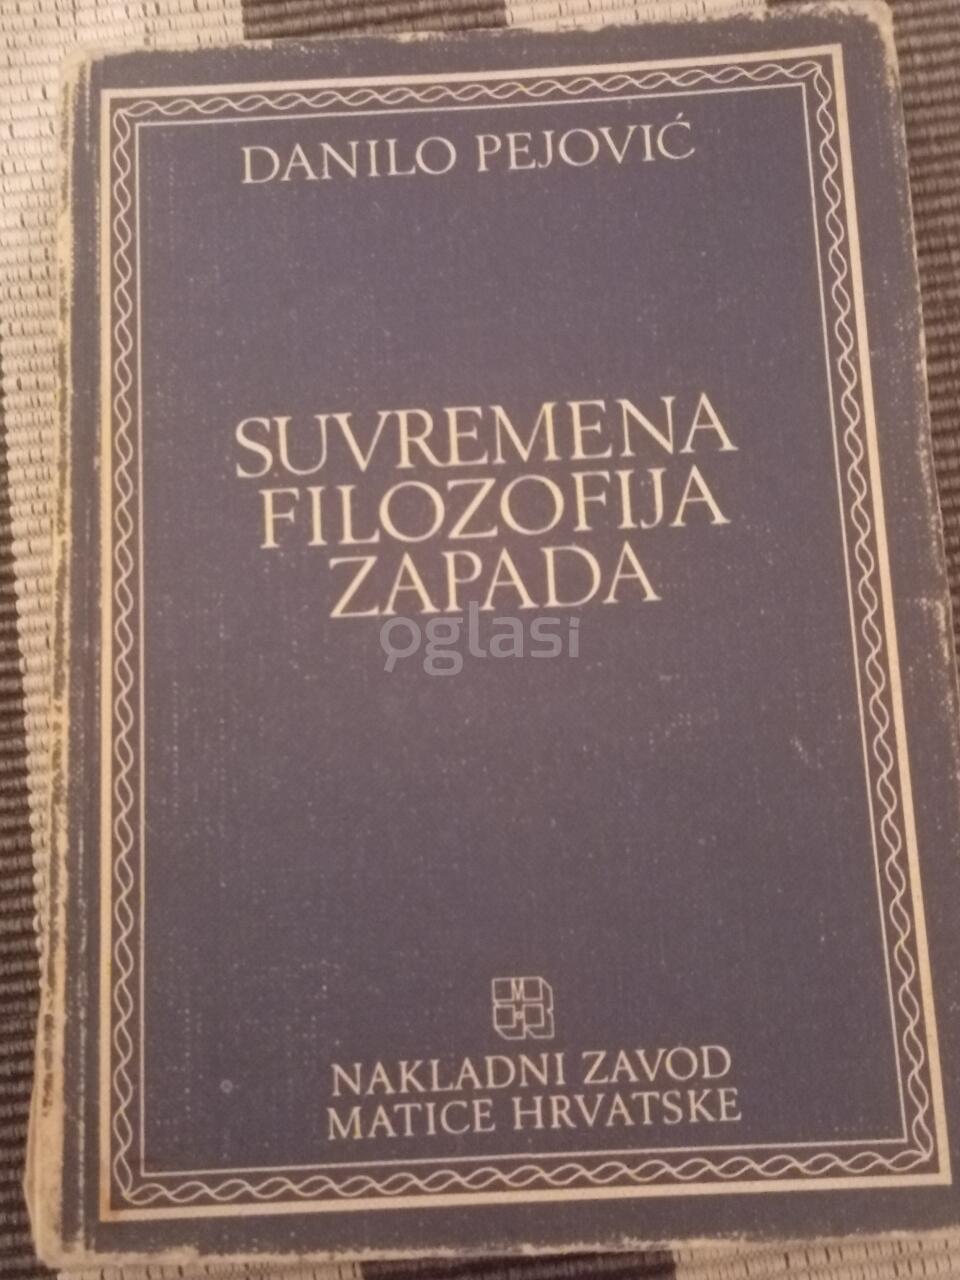 DANILO PEJOVIĆ
SUVREMENA
FILOZOFIJA
ZAPADA
oglasi
NAKLADNI ZAVOD
MATICE HRVATSKE